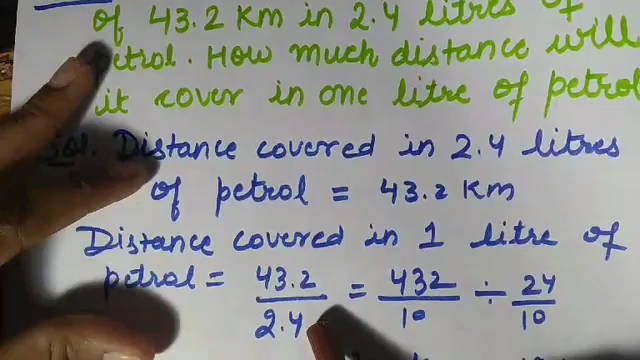 of 43.2 Km in 2.4 litres of
petrol. How much distance will
it cover in one litre of petrol
Sol. Distance covered in 2.4 litres
of petrol = 43.2 Km
Distance covered in 1 litre of
petrol = 43.2/2.4 = 432/10 ÷ 24/10